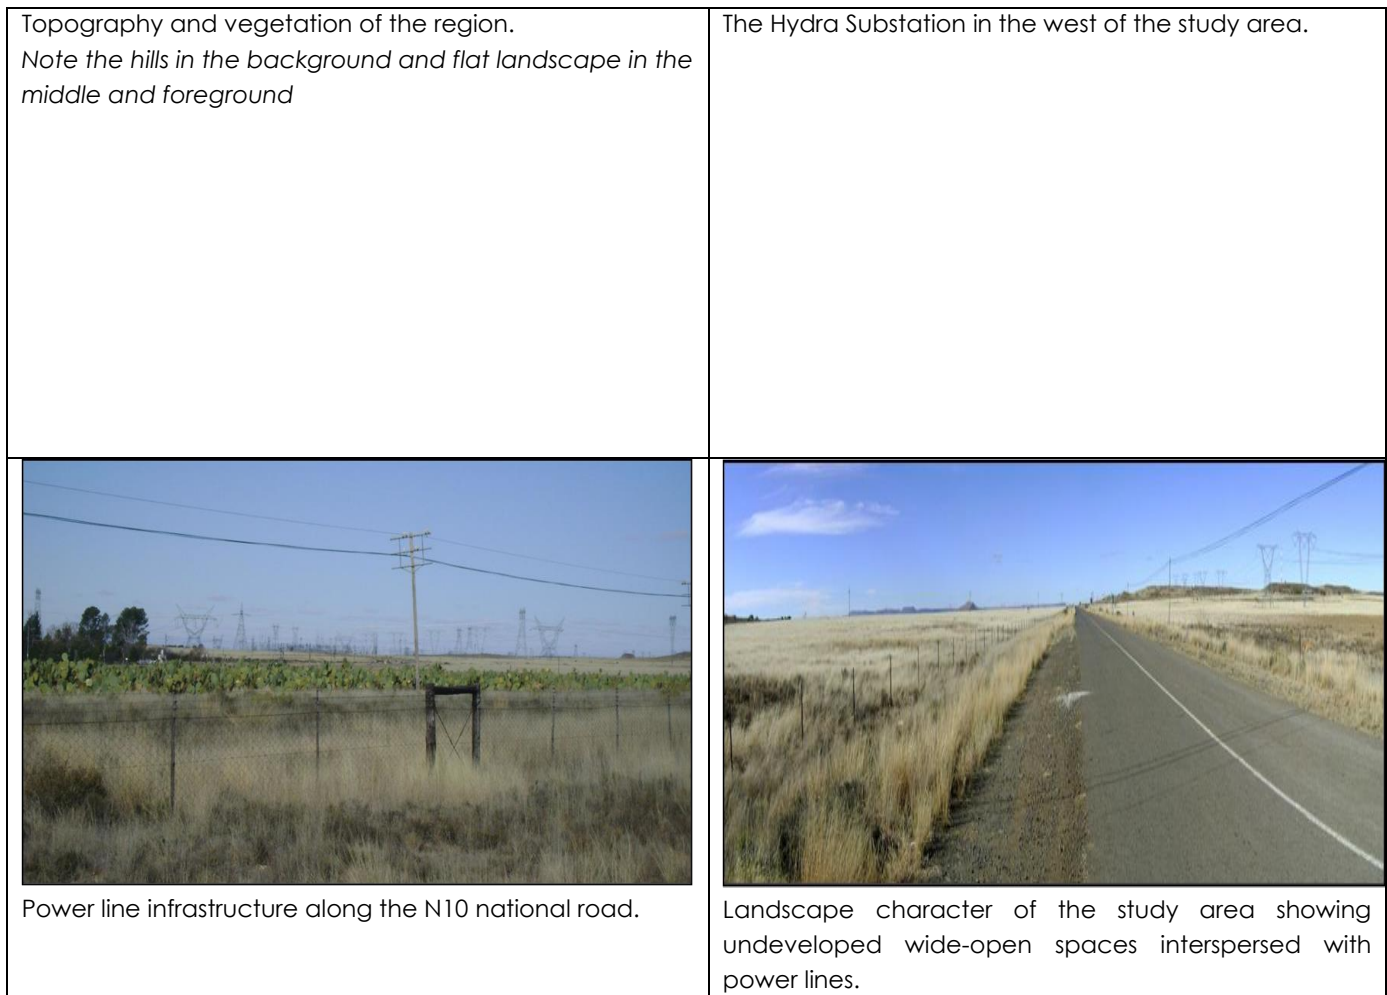 Topography and vegetation of the region.
Note the hills in the background and flat landscape in the
middle and foreground
The Hydra Substation in the west of the study area.
Power line infrastructure along the N10 national road.
Landscape character of the study area showing
undeveloped wide-open spaces interspersed with
power lines.